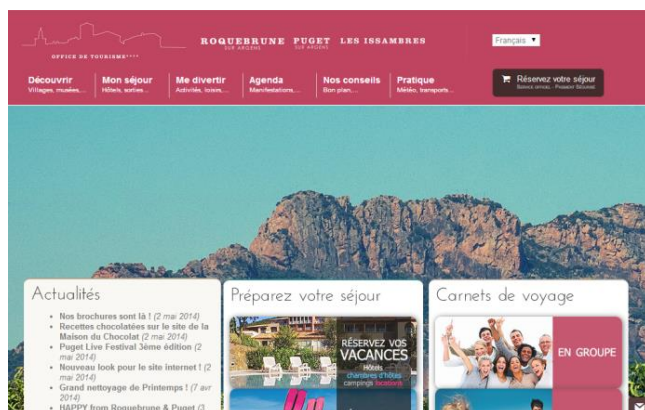 ROQUEBRUNE PUGET LES ISSAMBRES
SUR ARGENS SUR ARGENS
Français
OFFICE DE TOURISME****
Découvrir Mon séjour Me divertir Agenda Nos conseils Pratique
Villages, musées,... Hôtels, sorties... Activités, loisirs,... Manifestations,... Bon plan,... Météo, transports...
Réservez votre séjour
Service officiel - Paiement Sécurisé
Actualités
Nos brochures sont là ! (2 mai 2014)
Recettes chocolatées sur le site de la
Maison du Chocolat (2 mai 2014)
Puget Live Festival 3ème édition (2
mai 2014)
Nouveau look pour le site internet ! (2
mai 2014)
Grand nettoyage de Printemps ! (7 avr
2014)
HAPPY from Roquebrune & Puget (3
Préparez votre séjour
RÉSERVEZ VOS
VACANCES
Hôtels
chambres d'hôtes
campings locations
Carnets de voyage
EN GROUPE